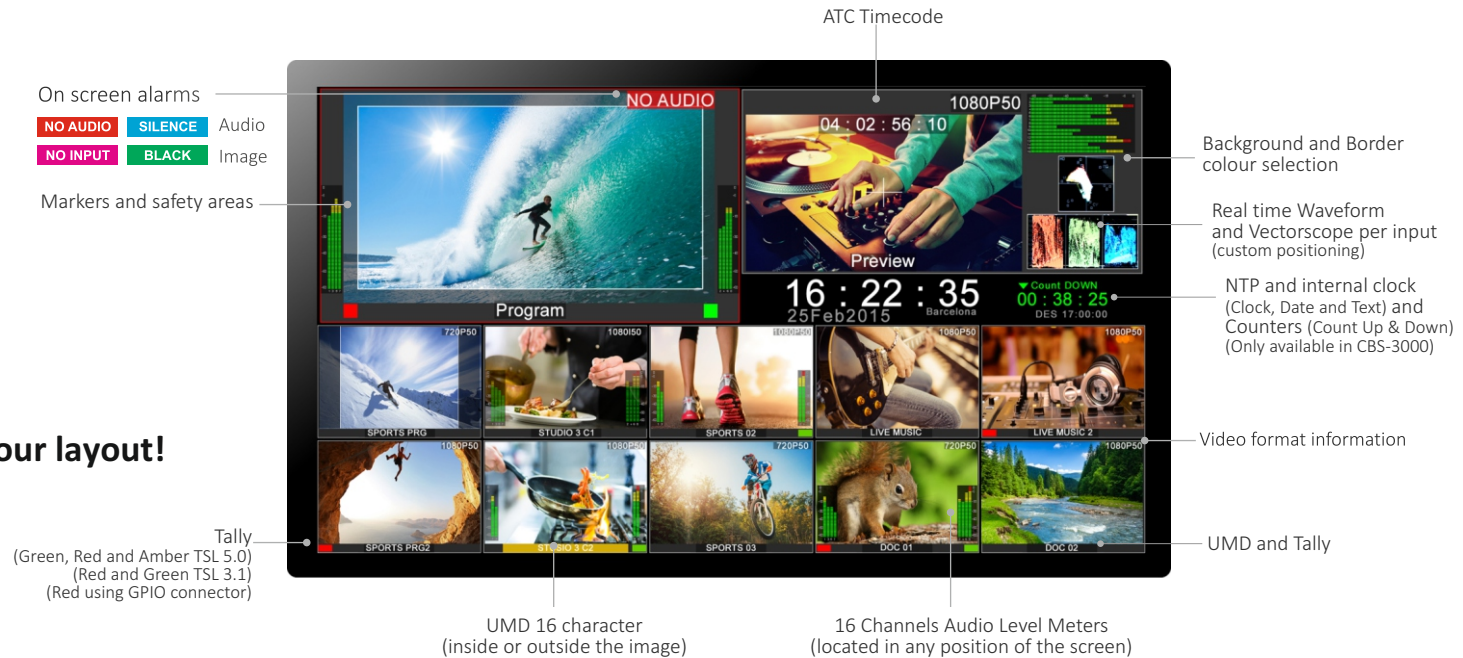 ATC Timecode
On screen alarms
NO AUDIO SILENCE Audio
NO INPUT BLACK Image
Markers and safety areas
NO AUDIO
Program
1080P50
04 : 02 : 56 : 10
Preview
16 : 22 : 35
25Feb2015
Barcelona
Count DOWN
00 : 38 : 25
DES 17:00:00
Background and Border
colour selection
Real time Waveform
and Vectorscope per input
(custom positioning)
NTP and internal clock
(Clock, Date and Text) and
Counters (Count Up & Down)
(Only available in CBS-3000)
720P50
SPORTS PRG
1080I50
STUDIO 3 C1
1080P50
SPORTS 02
1080P50
LIVE MUSIC
1080P50
LIVE MUSIC 2
our layout!
Video format information
1080P50
SPORTS PRG2
1080P50
STUDIO 3 C2
720P50
SPORTS 03
720P50
DOC 01
1080P50
DOC 02
Tally
(Green, Red and Amber TSL 5.0)
(Red and Green TSL 3.1)
(Red using GPIO connector)
UMD and Tally
UMD 16 character
(inside or outside the image)
16 Channels Audio Level Meters
(located in any position of the screen)